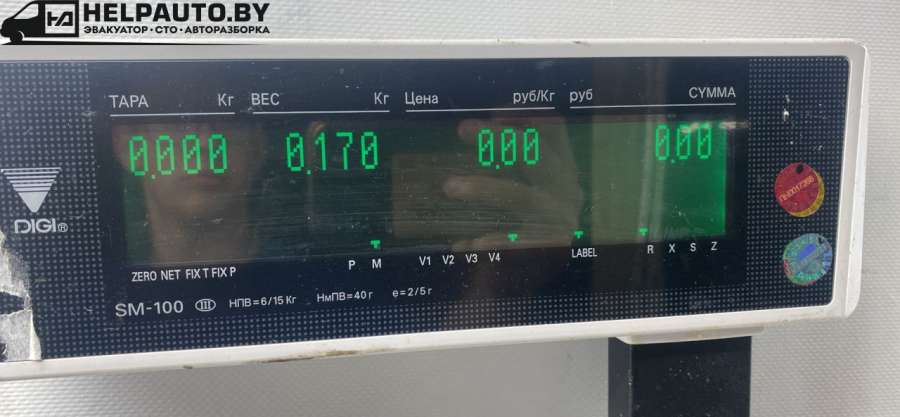 HELPAUTO.BY
ЭВАКУАТОР · СТО · АВТОРАЗБОРКА
ТАРА Кг ВЕС Кг Цена руб/Кг руб СУММА
0.000 0.170 0.00 0.00
DIGI®
P M V1 V2 V3 V4 LABEL R X S Z
ZERO NET FIX T FIX P
SM-100 III НПВ=6/15 Кг НмПВ=40 г e=2/5 г